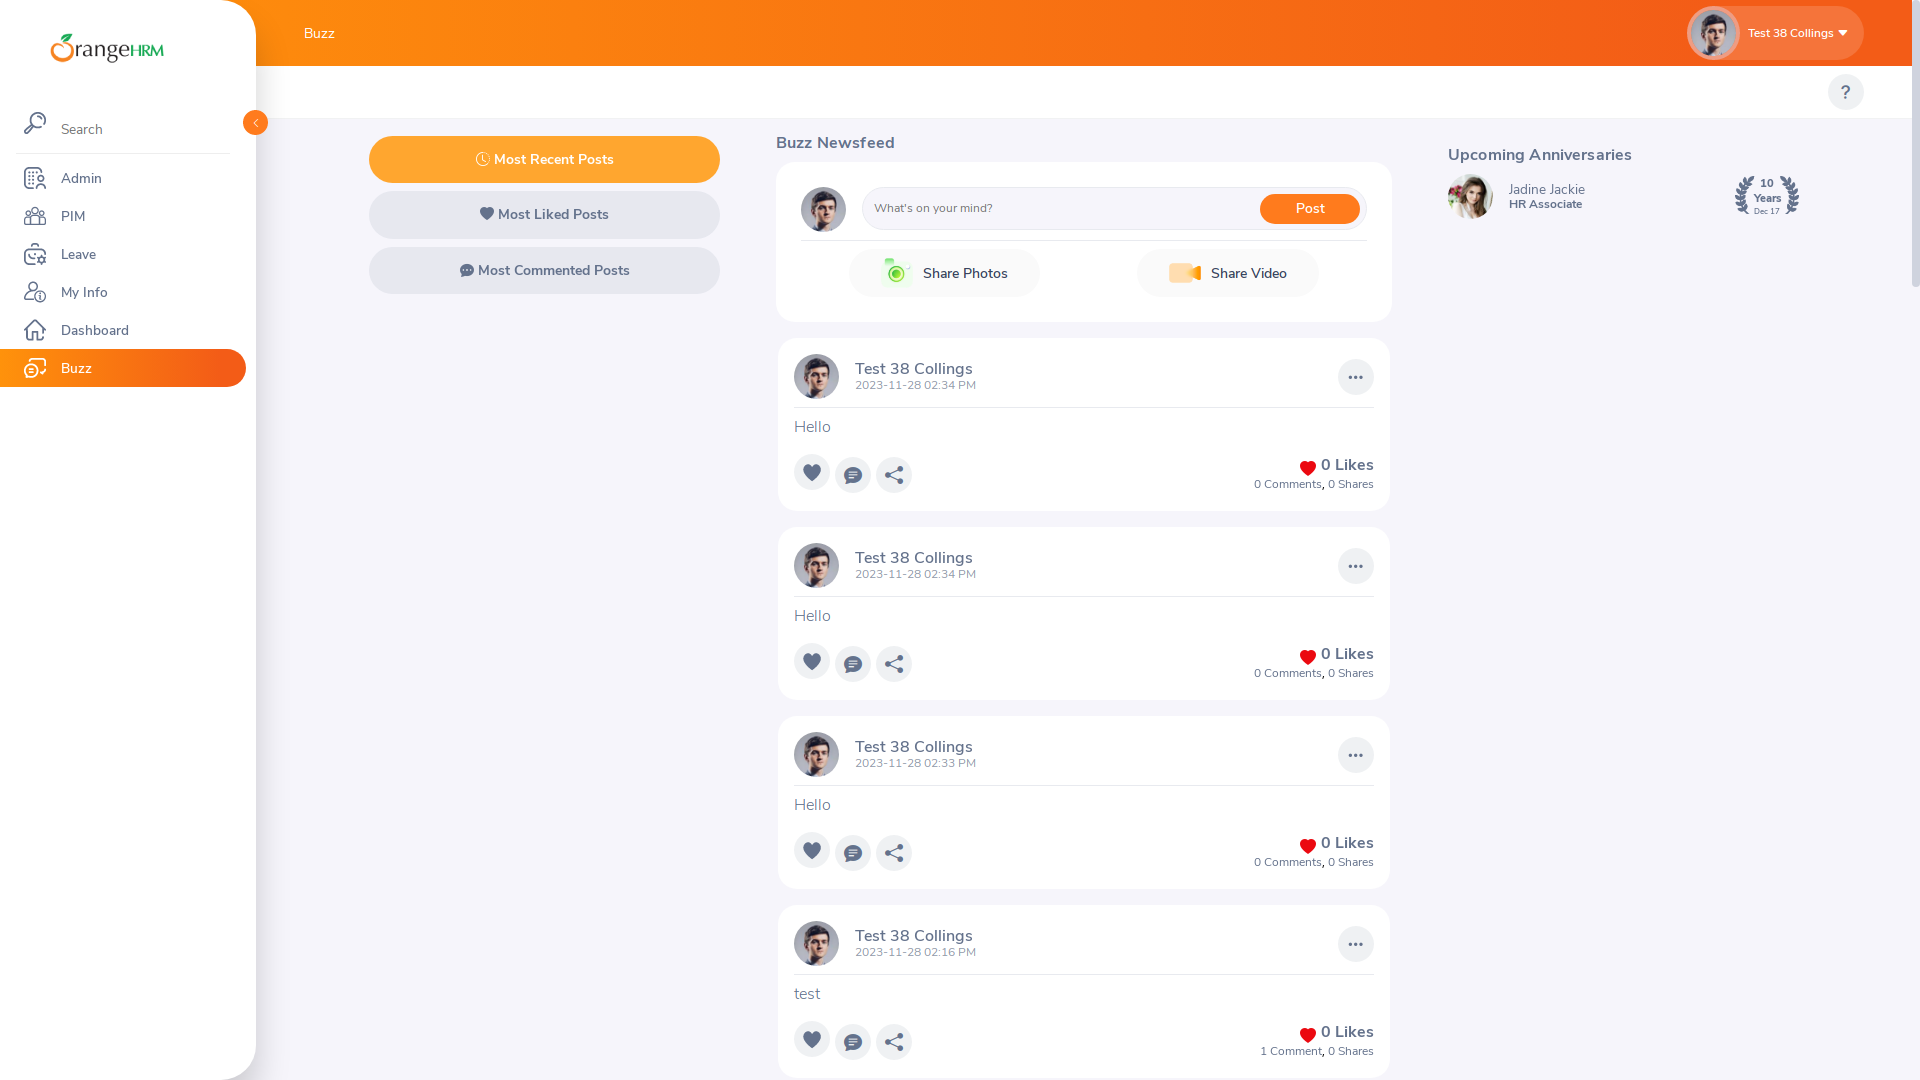 OrangeHRM
Search
Admin
PIM
Leave
My Info
Dashboard
Buzz
Buzz
Test 38 Collings
?
Most Recent Posts
Most Liked Posts
Most Commented Posts
Buzz Newsfeed
What's on your mind?
Post
Share Photos
Share Video
Test 38 Collings
2023-11-28 02:34 PM
Hello
0 Likes
0 Comments, 0 Shares
Test 38 Collings
2023-11-28 02:34 PM
Hello
0 Likes
0 Comments, 0 Shares
Test 38 Collings
2023-11-28 02:33 PM
Hello
0 Likes
0 Comments, 0 Shares
Test 38 Collings
2023-11-28 02:16 PM
test
0 Likes
1 Comment, 0 Shares
Upcoming Anniversaries
Jadine Jackie
HR Associate
10
Years
Dec 17